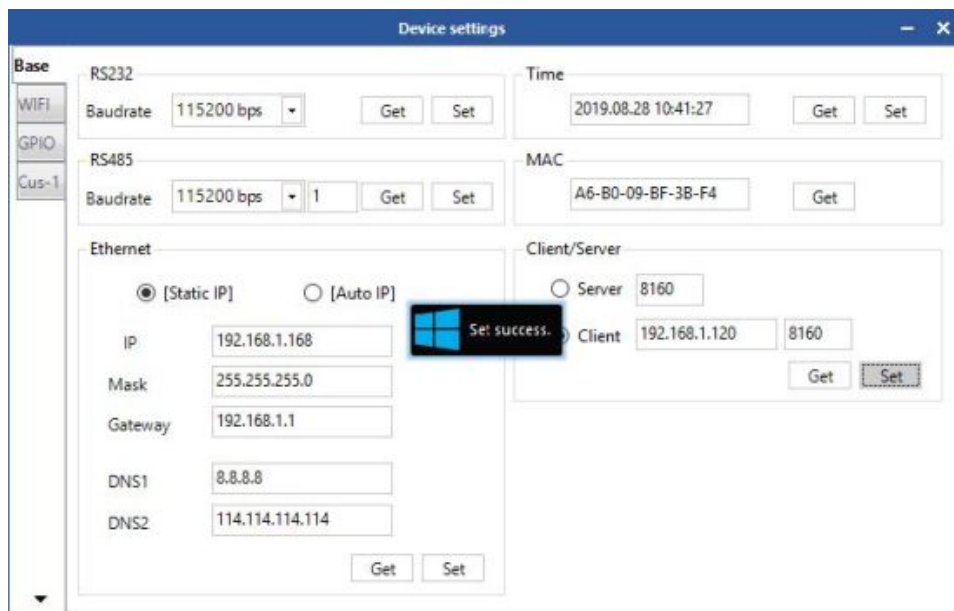 Device settings
Base
WIFI
GPIO
Cus-1
RS232
Baudrate 115200 bps Get Set
RS485
Baudrate 115200 bps 1 Get Set
Ethernet
[Static IP] [Auto IP]
IP 192.168.1.168
Mask 255.255.255.0
Gateway 192.168.1.1
DNS1 8.8.8.8
DNS2 114.114.114.114
Get Set
Time
2019.08.28 10:41:27 Get Set
MAC
A6-B0-09-BF-3B-F4 Get
Client/Server
Server 8160
Set success.
Client 192.168.1.120 8160
Get Set